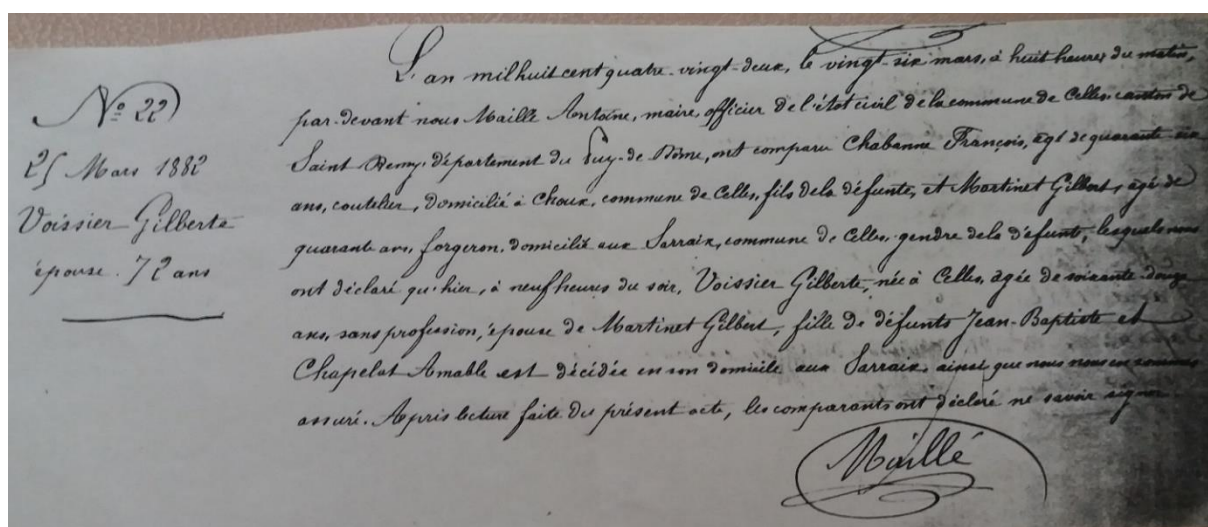 N° 22
25 Mars 1882
Voissier Gilberte
épouse. 72 ans
L'an mil huit cent quatre-vingt-deux, le vingt-six mars, à huit heures du matin,
par-devant nous Maillé Antoine, maire, officier de l'état civil de la commune de Celles, canton de
Saint Remy, département du Puy-de-Dôme, ont comparu Chabanne François, âgé de quarante six
ans, coutelier, domicilié à Choux, commune de Celles, fils de la défunte, et Martinet Gilbert, âgé de
quarante ans, forgeron, domicilié aux Sarraix, commune de Celles, gendre de la défunte, lesquels nous
ont déclaré qu'hier, à neuf heures du soir, Voissier Gilberte, née à Celles, âgée de soixante-douze
ans, sans profession, épouse de Martinet Gilbert, fille de défunts Jean-Baptiste et
Chapelat Amable est décédée en son domicile aux Sarraix, ainsi que nous nous en sommes
assuré. Après lecture faite du présent acte, les comparants ont déclaré ne savoir signer.
Maillé